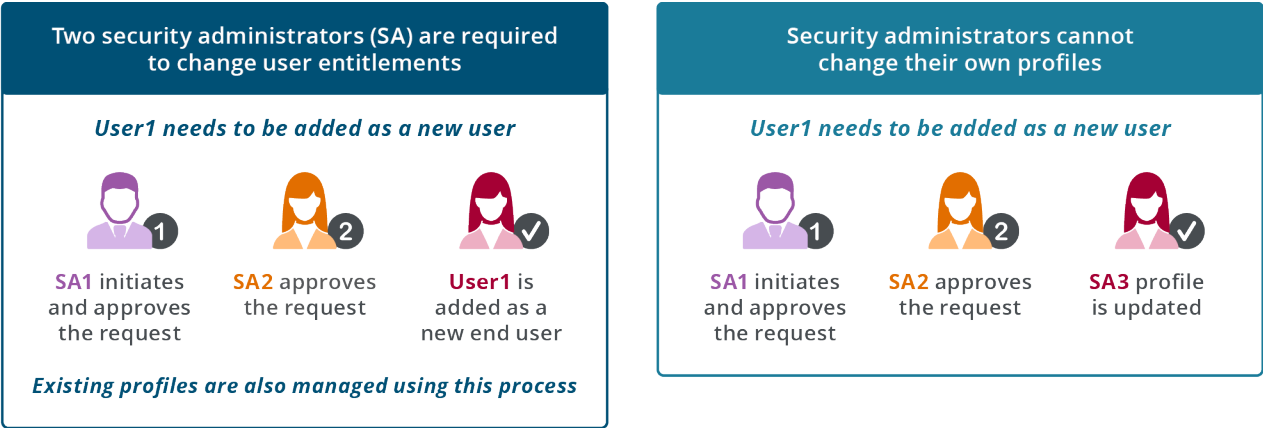 Two security administrators (SA) are required
to change user entitlements
User1 needs to be added as a new user
1
2
SA1 initiates
and approves
the request
SA2 approves
the request
User1 is
added as a
new end user
Existing profiles are also managed using this process
Security administrators cannot
change their own profiles
User1 needs to be added as a new user
1
2
SA1 initiates
and approves
the request
SA2 approves
the request
SA3 profile
is updated